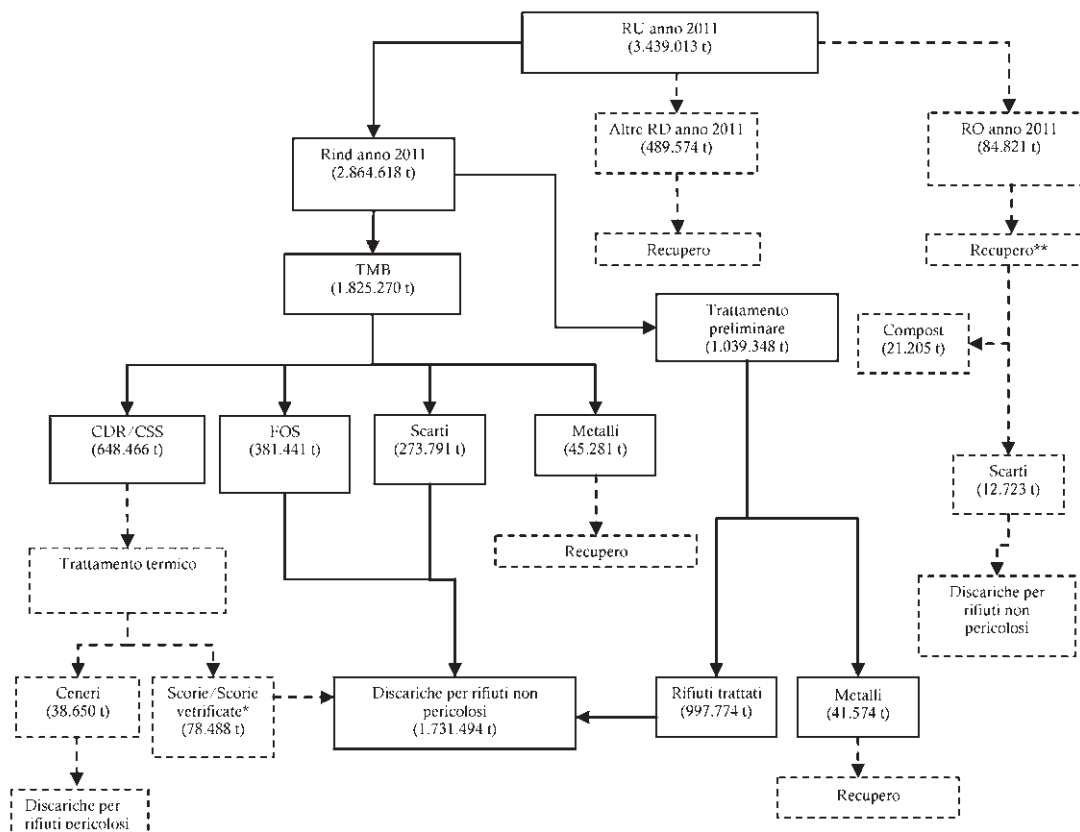 RU anno 2011
(3.439.013 t)
Altre RD anno 2011
(489.574 t)
RO anno 2011
(84.821 t)
Rind anno 2011
(2.864.618 t)
Recupero
Recupero**
TMB
(1.825.270 t)
Trattamento
preliminare
(1.039.348 t)
Compost
(21.205 t)
CDR/CSS
(648.466 t)
FOS
(381.441 t)
Scarti
(273.791 t)
Metalli
(45.281 t)
Scarti
(12.723 t)
Trattamento termico
Recupero
Discariche per
rifiuti non
pericolosi
Ceneri
(38.650 t)
Scorie/Scorie
vetrificate*
(78.488 t)
Discariche per rifiuti non
pericolosi
(1.731.494 t)
Rifiuti trattati
(997.774 t)
Metalli
(41.574 t)
Recupero
Discariche per
rifiuti pericolosi